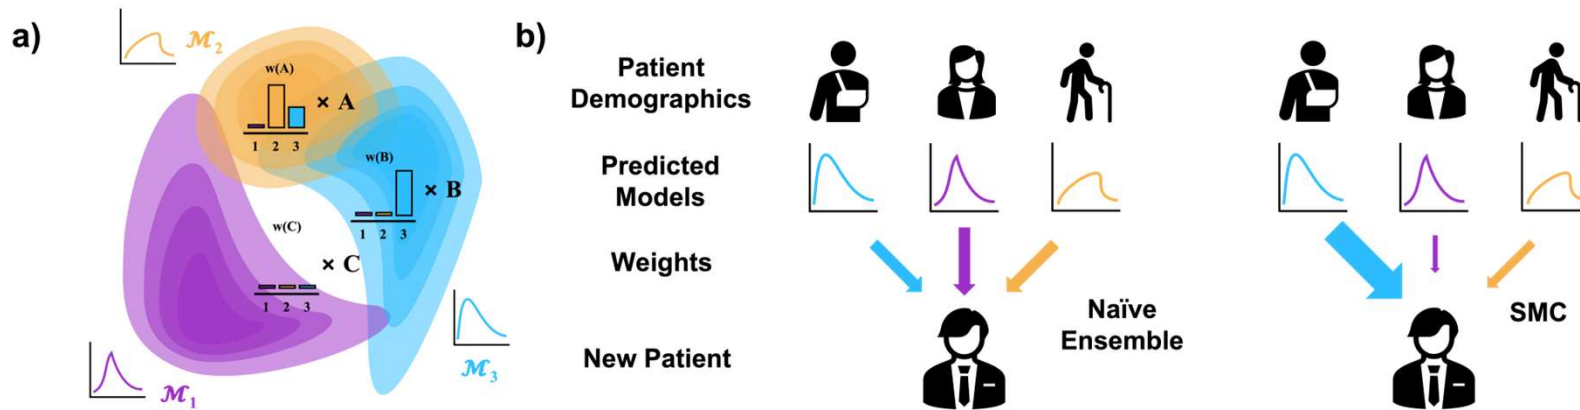 a)
ℳ2
w(A)
× A
1 2 3
w(B)
× B
1 2 3
w(C)
× C
1 2 3
ℳ3
ℳ1
b)
Patient
Demographics
Predicted
Models
Weights
New Patient
Naïve
Ensemble
SMC